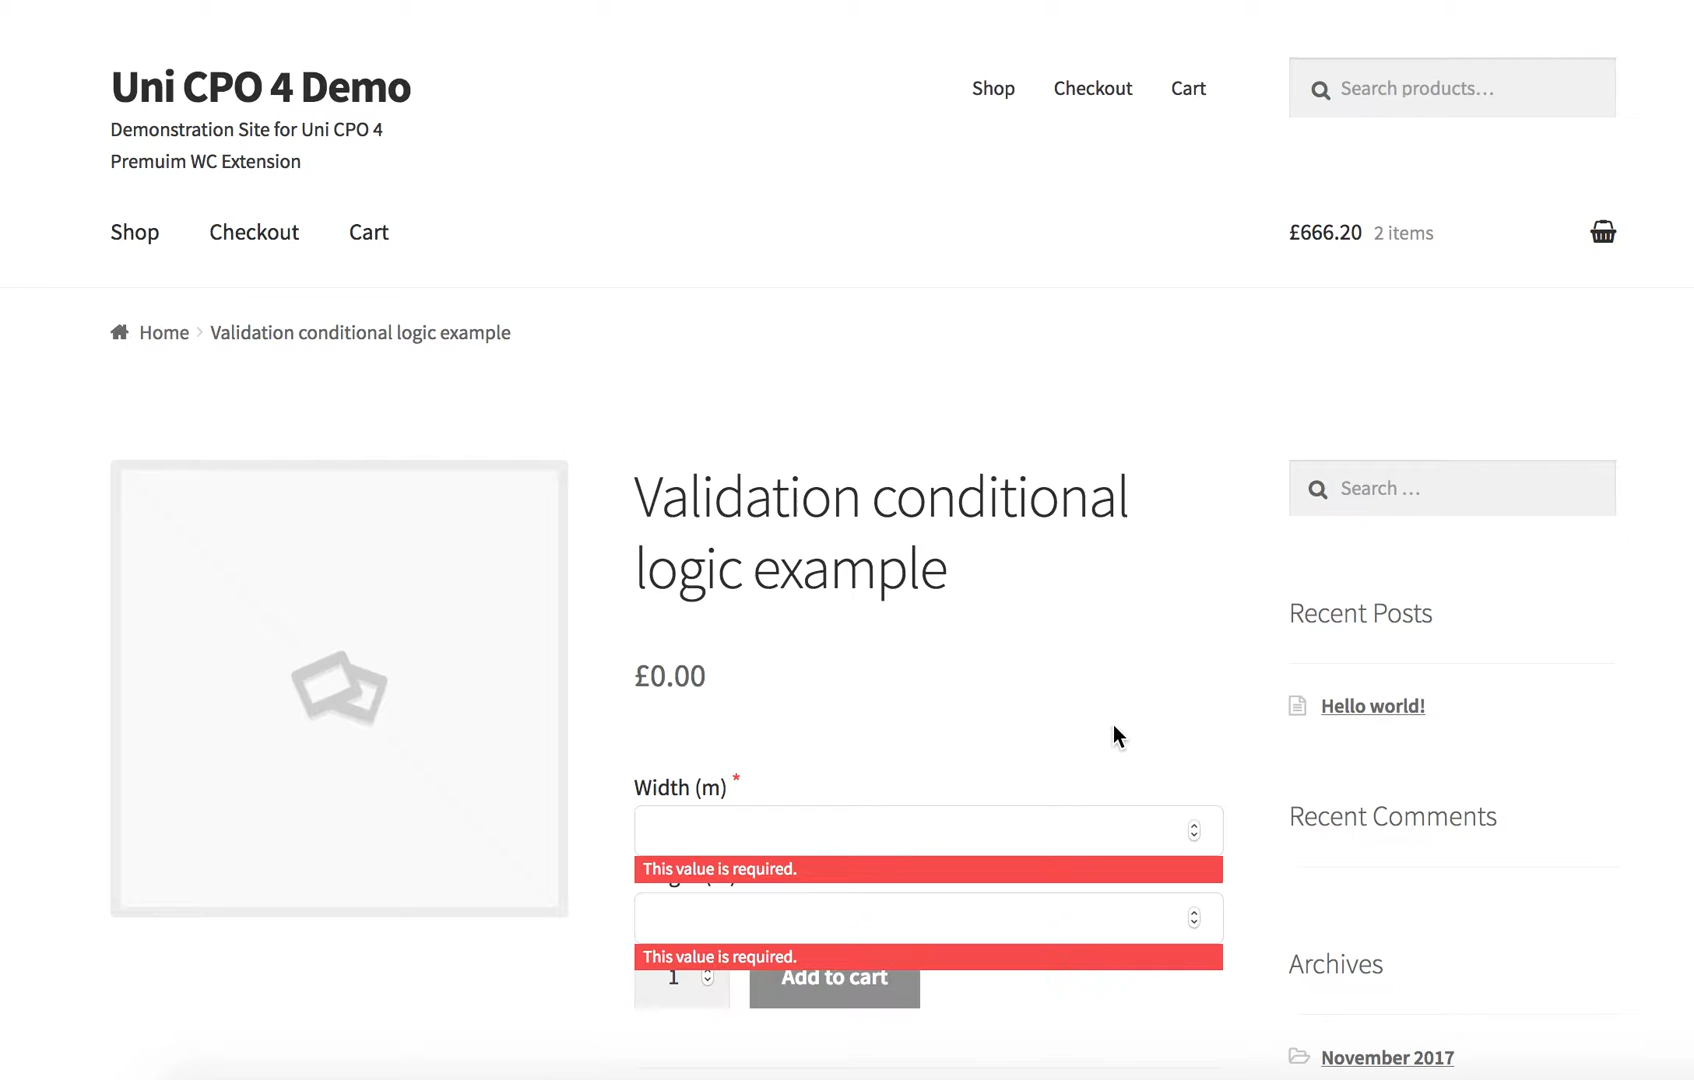 Uni CPO 4 Demo
Demonstration Site for Uni CPO 4
Premuim WC Extension
Shop Checkout Cart
Search products…
Shop Checkout Cart
£666.20 2 items
Home Validation conditional logic example
Validation conditional
logic example
£0.00
Width (m) *
This value is required.
This value is required.
1
Add to cart
Search …
Recent Posts
Hello world!
Recent Comments
Archives
November 2017